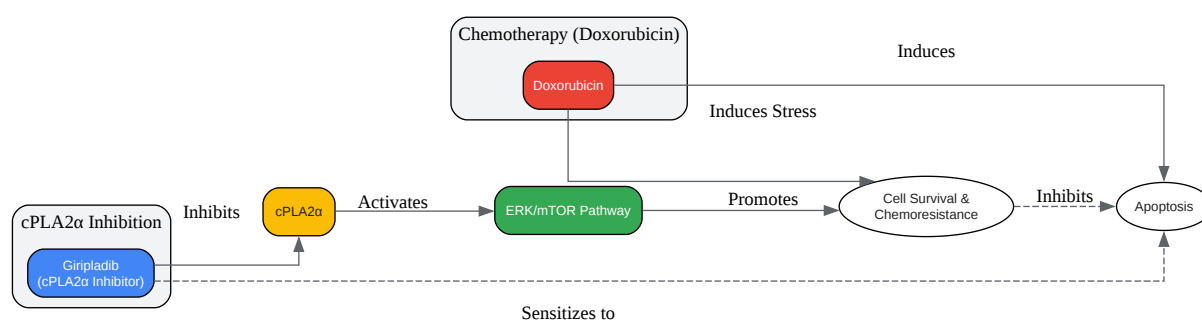 Chemotherapy (Doxorubicin)
Doxorubicin
Induces
Induces Stress
cPLA2α Inhibition
Giripladib
(cPLA2α Inhibitor)
Inhibits
cPLA2α
Activates
ERK/mTOR Pathway
Promotes
Cell Survival &
Chemoresistance
Inhibits
Apoptosis
Sensitizes to